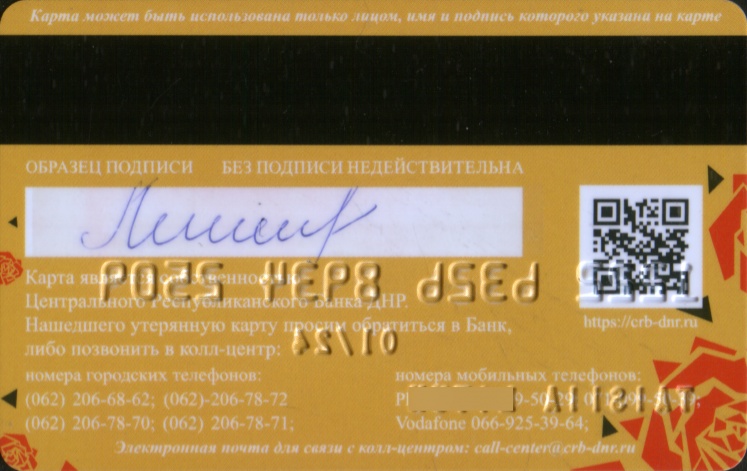 Карта может быть использована только лицом, имя и подпись которого указана на карте
ОБРАЗЕЦ ПОДПИСИ БЕЗ ПОДПИСИ НЕДЕЙСТВИТЕЛЬНА
Карта является собственностью
Центрального Республиканского Банка ДНР.
Нашедшего утерянную карту просим обратиться в Банк,
либо позвонить в колл-центр:
https://crb-dnr.ru
номера городских телефонов:
(062) 206-68-62; (062)-206-78-72
(062) 206-78-70; (062) 206-78-71;
номера мобильных телефонов:
Vodafone 066-925-39-64;
Электронная почта для связи с колл-центром: call-center@crb-dnr.ru